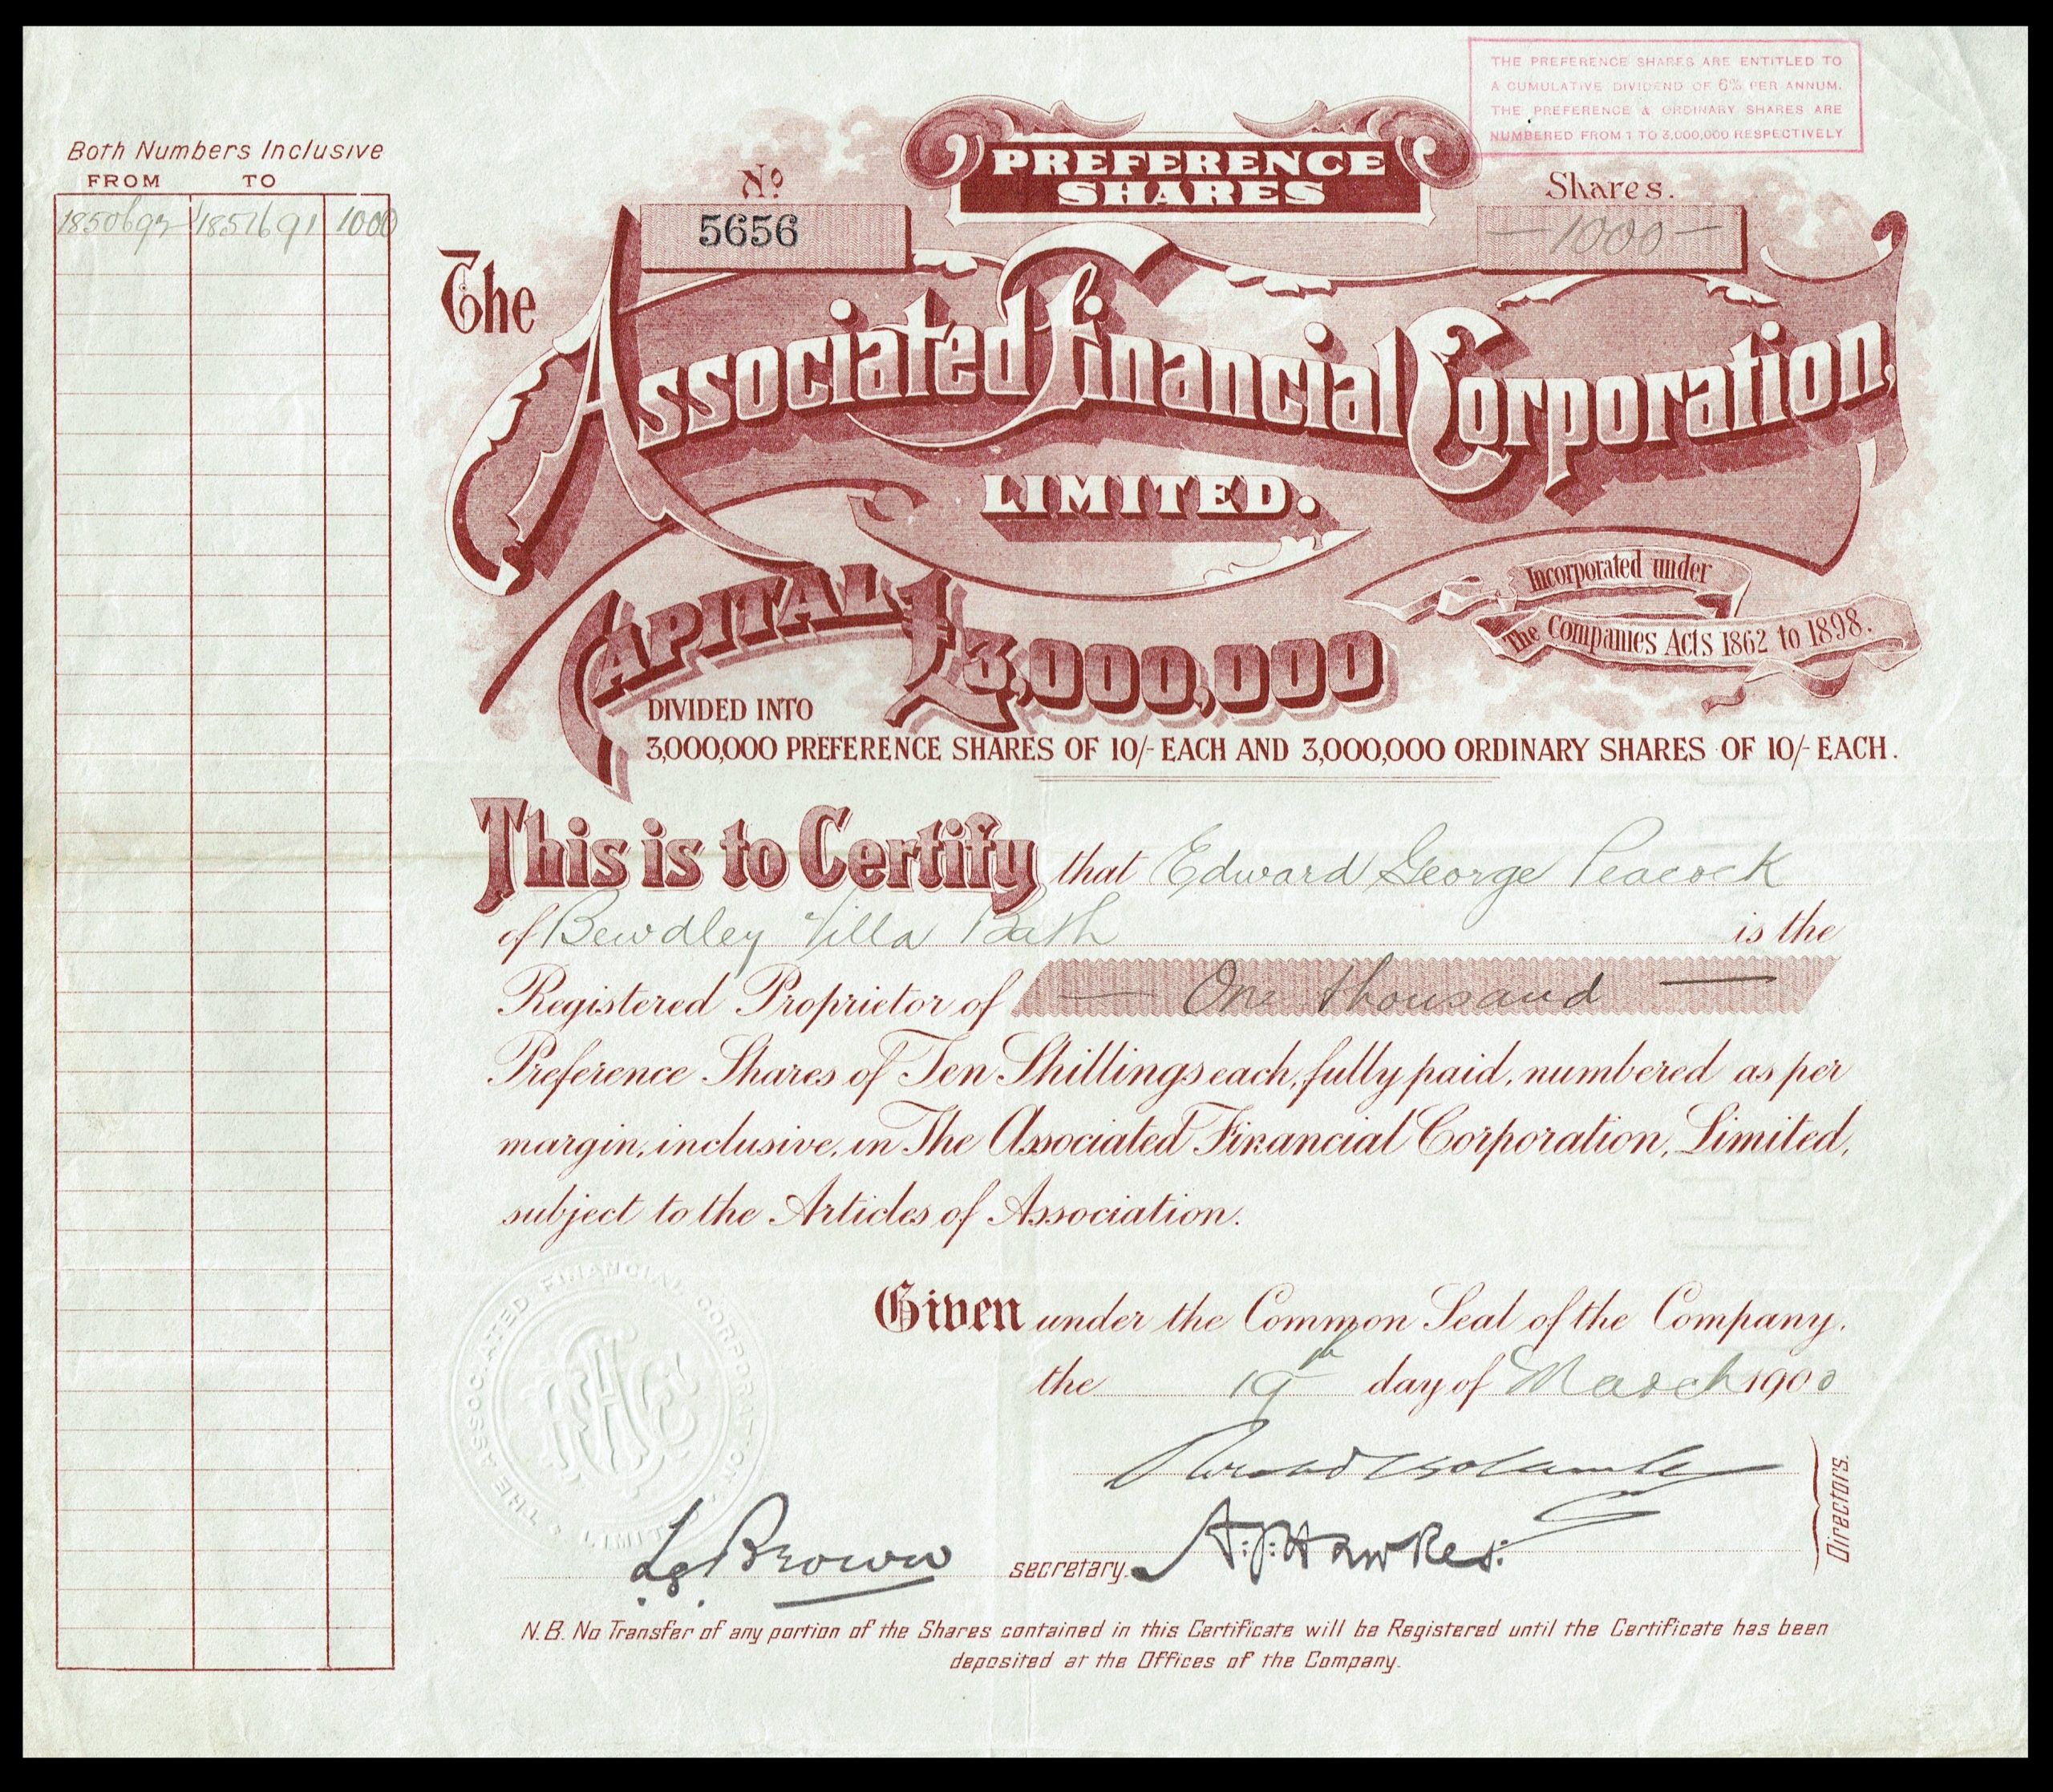 THE PREFERENCE SHARES ARE ENTITLED TO
A CUMULATIVE DIVIDEND OF 6% PER ANNUM.
THE PREFERENCE & ORDINARY SHARES ARE
NUMBERED FROM 1 TO 3,000,000 RESPECTIVELY
Both Numbers Inclusive
FROM TO
1850692 1851691 1000
PREFERENCE
SHARES
No
5656
Shares.
1000
The
Associated Financial Corporation,
LIMITED.
Incorporated under
The Companies Acts 1862 to 1898.
CAPITAL £3,000,000
DIVIDED INTO
3,000,000 PREFERENCE SHARES OF 10/- EACH AND 3,000,000 ORDINARY SHARES OF 10/- EACH.
This is to Certify that Edward George Peacock
of Bewdley Villa Bath is the
Registered Proprietor of One thousand
Preference Shares of Ten Shillings each, fully paid, numbered as per
margin, inclusive, in The Associated Financial Corporation, Limited,
subject to the Articles of Association.
Given under the Common Seal of the Company,
the 19th day of March 1900
THE ASSOCIATED FINANCIAL CORPORATION LIMITED
Directors.
Brown secretary. A.J. Hawkes.
N.B. No Transfer of any portion of the Shares contained in this Certificate will be Registered until the Certificate has been
deposited at the Offices of the Company.